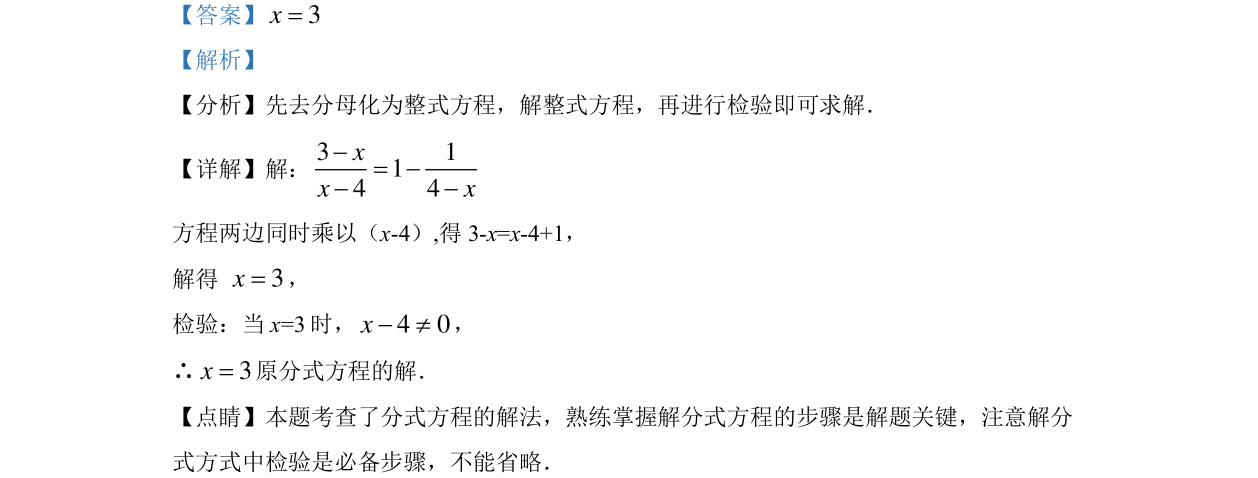 【答案】x = 3
【解析】
【分析】先去分母化为整式方程，解整式方程，再进行检验即可求解．
【详解】解：\frac{3-x}{x-4}=1-\frac{1}{4-x}
方程两边同时乘以（x-4）,得 3-x=x-4+1，
解得 x = 3，
检验：当 x=3 时，x − 4 ≠ 0，
∴ x = 3原分式方程的解．
【点睛】本题考查了分式方程的解法，熟练掌握解分式方程的步骤是解题关键，注意解分
式方式中检验是必备步骤，不能省略．